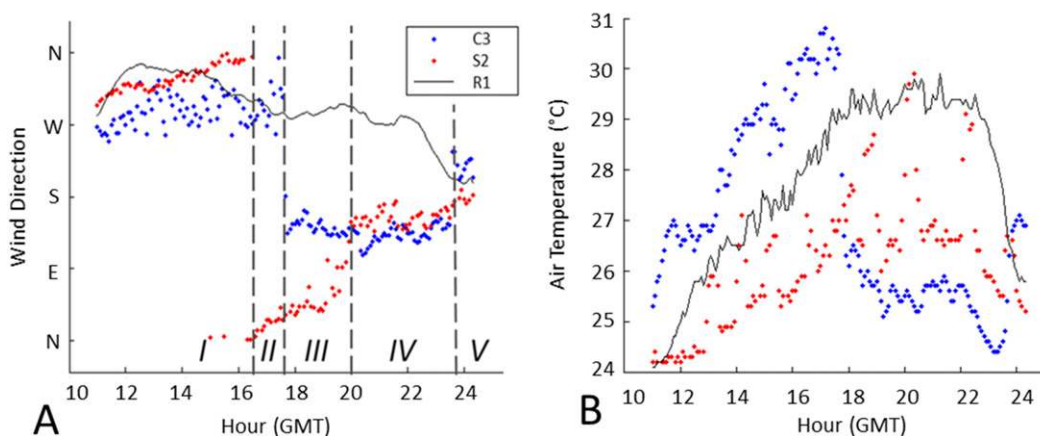 N
W
S
E
N
Wind Direction
C3
S2
R1
I II III IV V
10 12 14 16 18 20 22 24
Hour (GMT)
A
31
30
29
28
27
26
25
24
Air Temperature (°C)
10 12 14 16 18 20 22 24
Hour (GMT)
B